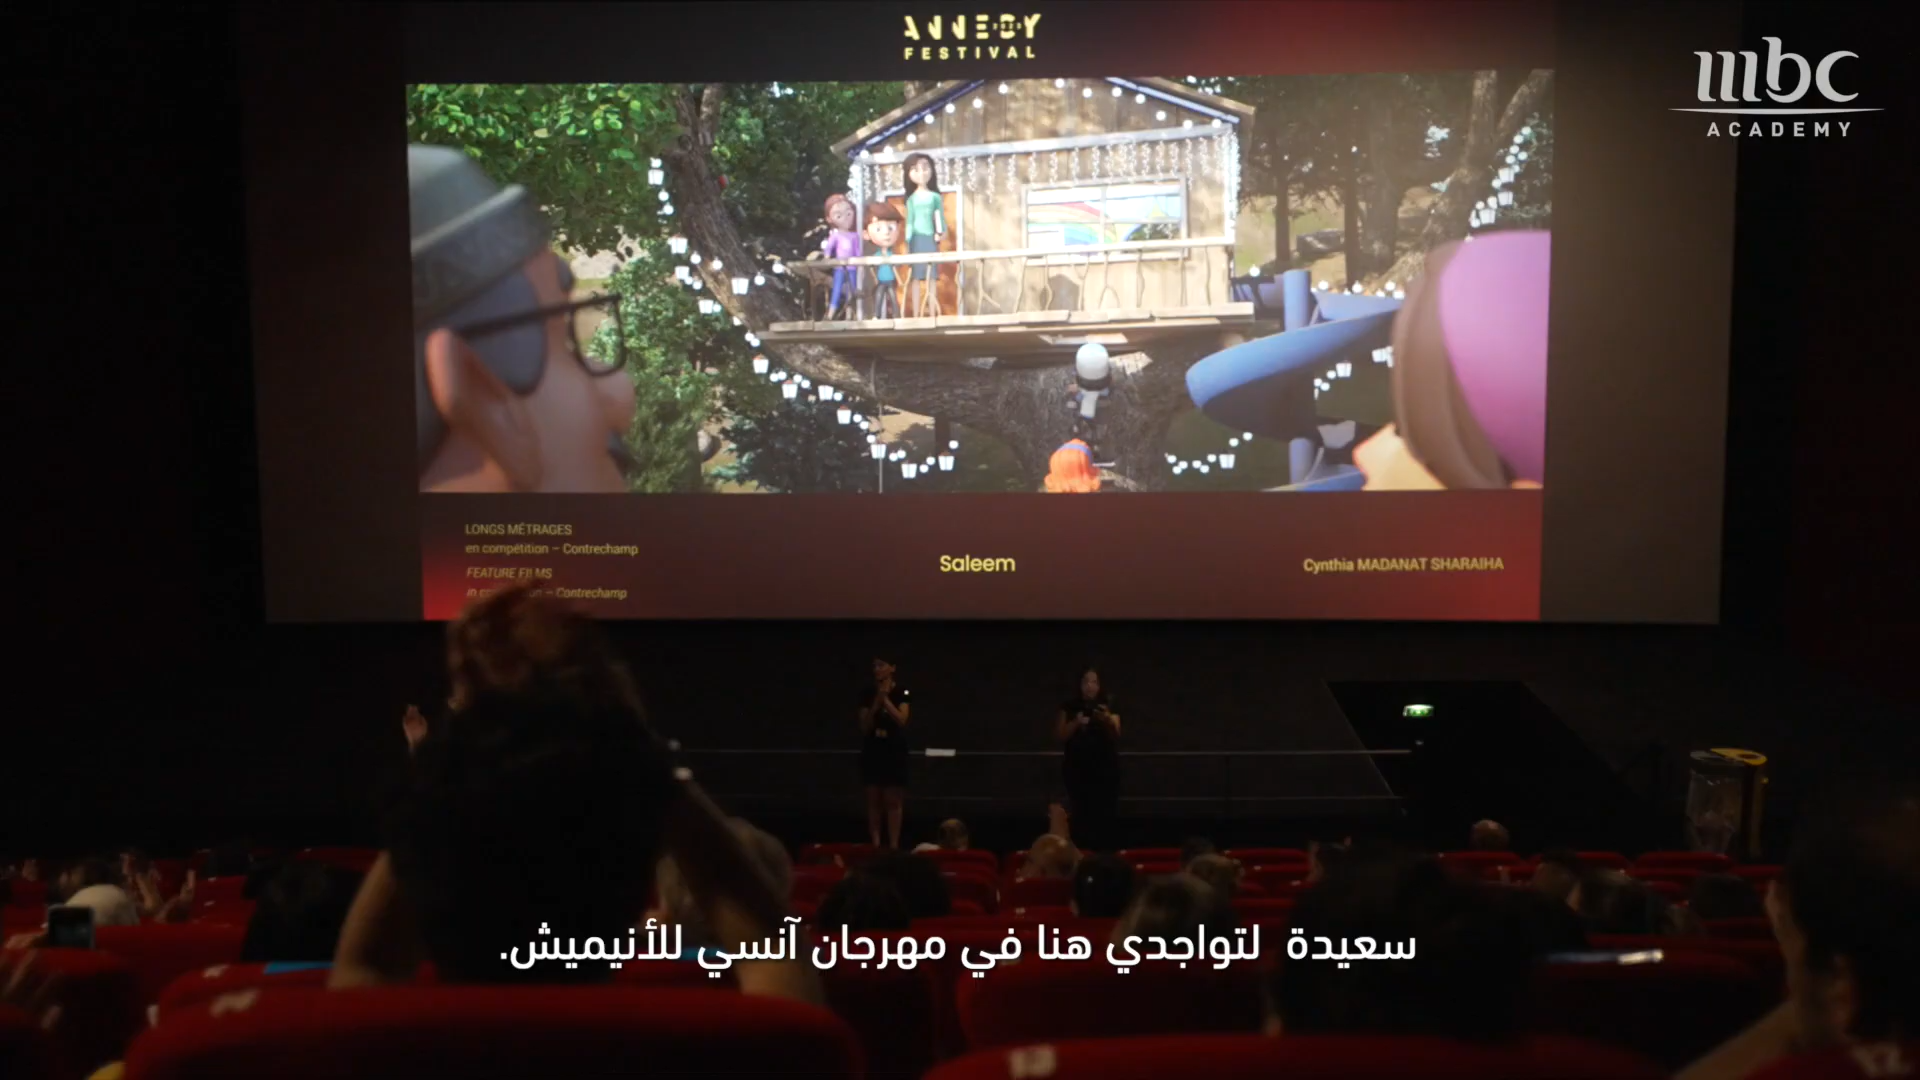 ANNECY
FESTIVAL
mbc
ACADEMY
LONGS MÉTRAGES
en compétition – Contrechamp
FEATURE FILMS
– Contrechamp
Saleem
Cynthia MADANAT SHARAIHA
سعيدة لتواجدي هنا في مهرجان آنسي للأنيميش.